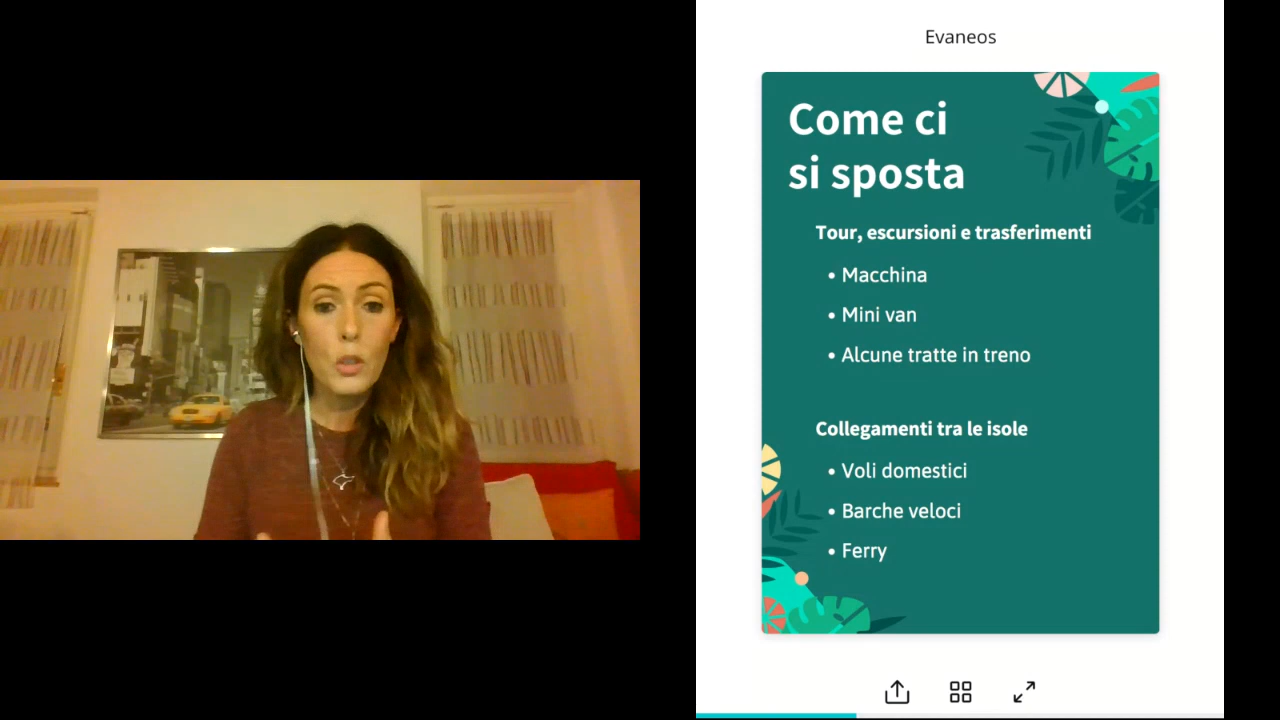 Evaneos
Come ci
si sposta
Tour, escursioni e trasferimenti
• Macchina
• Mini van
• Alcune tratte in treno
Collegamenti tra le isole
• Voli domestici
• Barche veloci
• Ferry